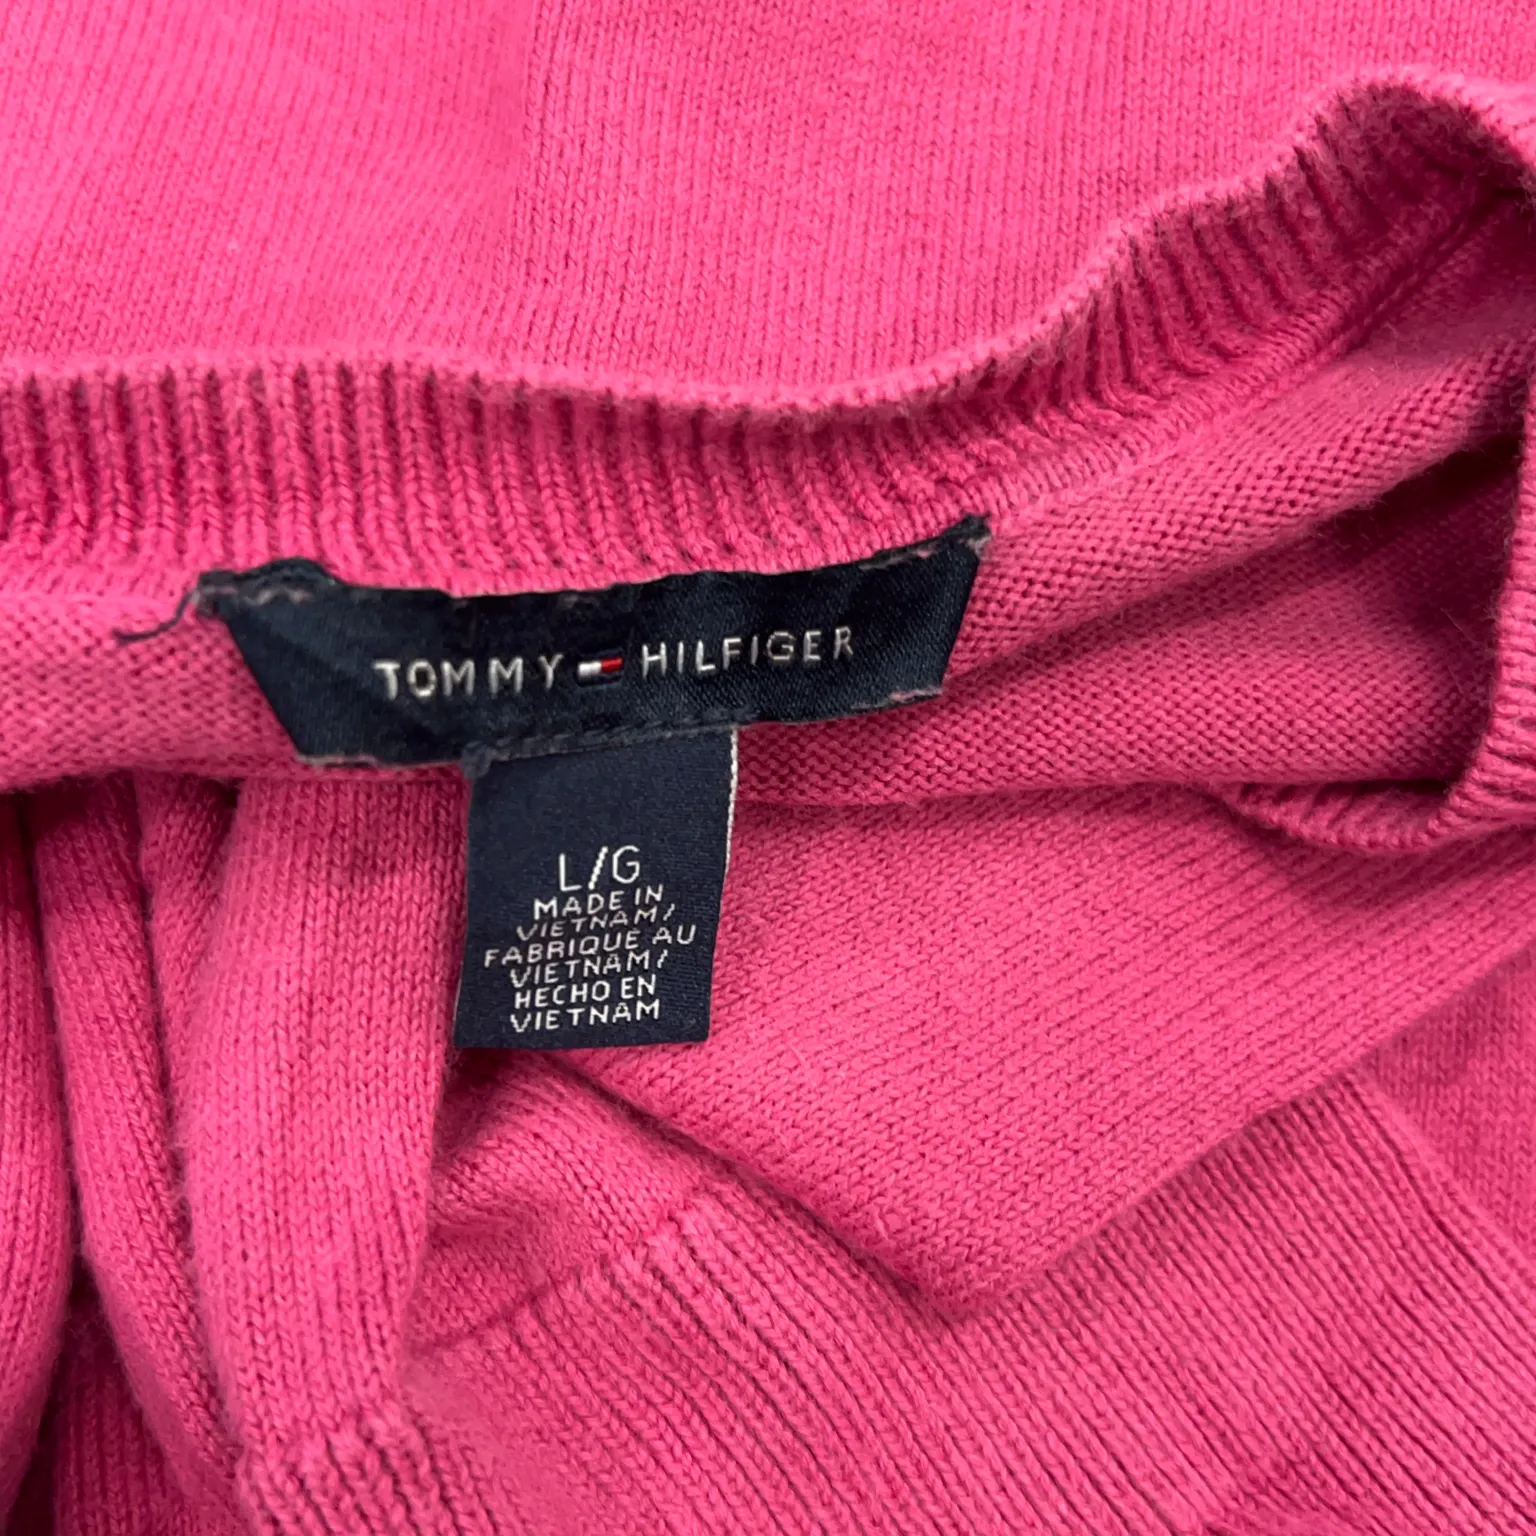 TOMMY HILFIGER
L/G
MADE IN
VIETNAM/
FABRIQUE AU
VIETNAM/
HECHO EN
VIETNAM